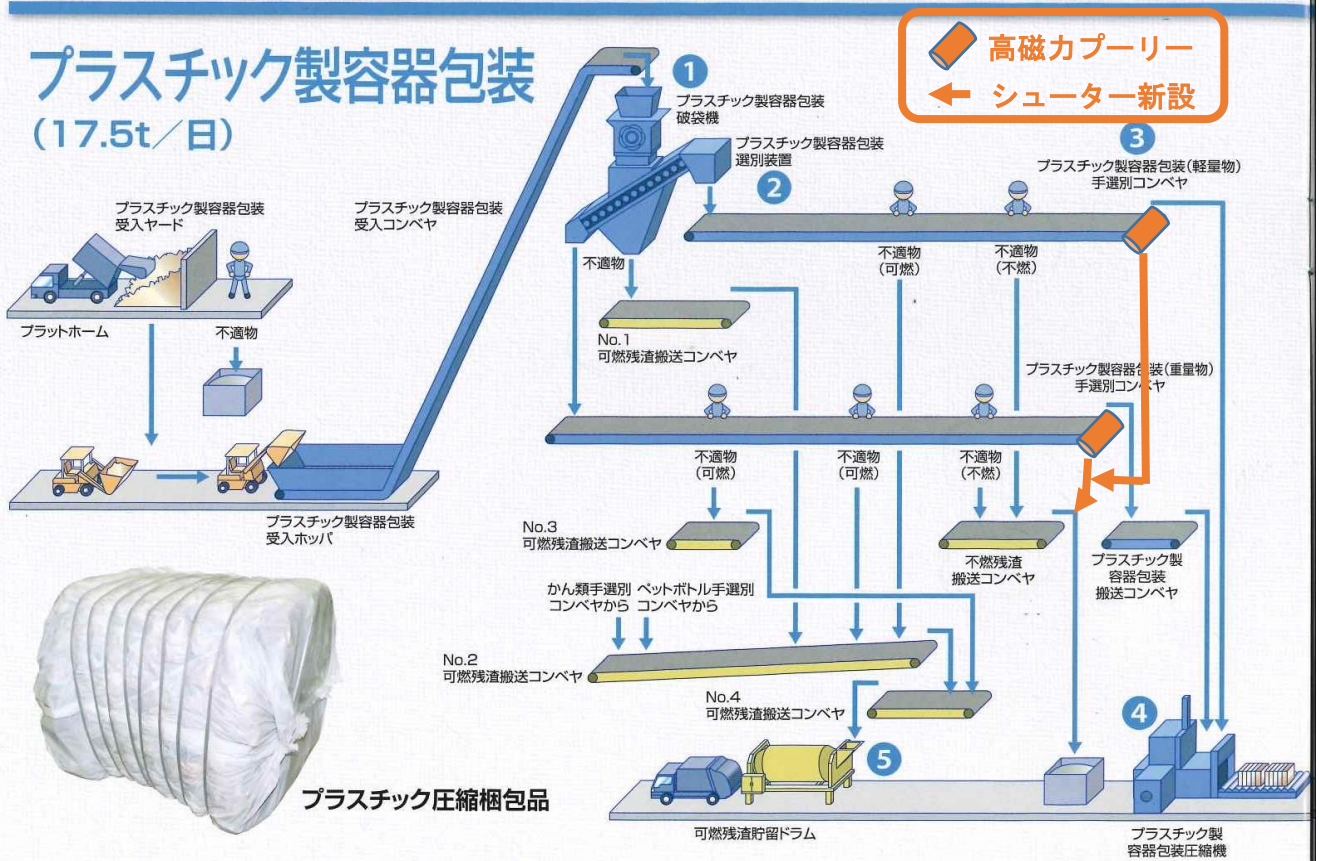 プラスチック製容器包装
(17.5t/日)
高磁力プーリー
シューター新設
1
プラスチック製容器包装
破袋機
プラスチック製容器包装
選別装置
2
3
プラスチック製容器包装(軽量物)
手選別コンベヤ
プラスチック製容器包装
受入ヤード
プラスチック製容器包装
受入コンベヤ
不適物
不適物
(可燃)
不適物
(不燃)
プラットホーム
不適物
No.1
可燃残渣搬送コンベヤ
プラスチック製容器包装(重量物)
手選別コンベヤ
不適物
(可燃)
不適物
(可燃)
不適物
(不燃)
プラスチック製容器包装
受入ホッパ
No.3
可燃残渣搬送コンベヤ
不燃残渣
搬送コンベヤ
プラスチック製
容器包装
搬送コンベヤ
かん類手選別
コンベヤから
ペットボトル手選別
コンベヤから
No.2
可燃残渣搬送コンベヤ
No.4
可燃残渣搬送コンベヤ
4
5
プラスチック圧縮梱包品
可燃残渣貯留ドラム
プラスチック製
容器包装圧縮機